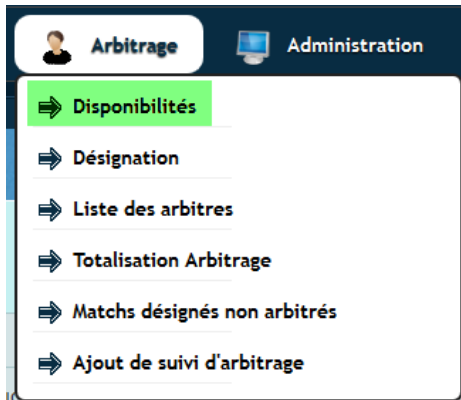 Arbitrage Administration
Disponibilités
Désignation
Liste des arbitres
Totalisation Arbitrage
Matchs désignés non arbitrés
Ajout de suivi d'arbitrage